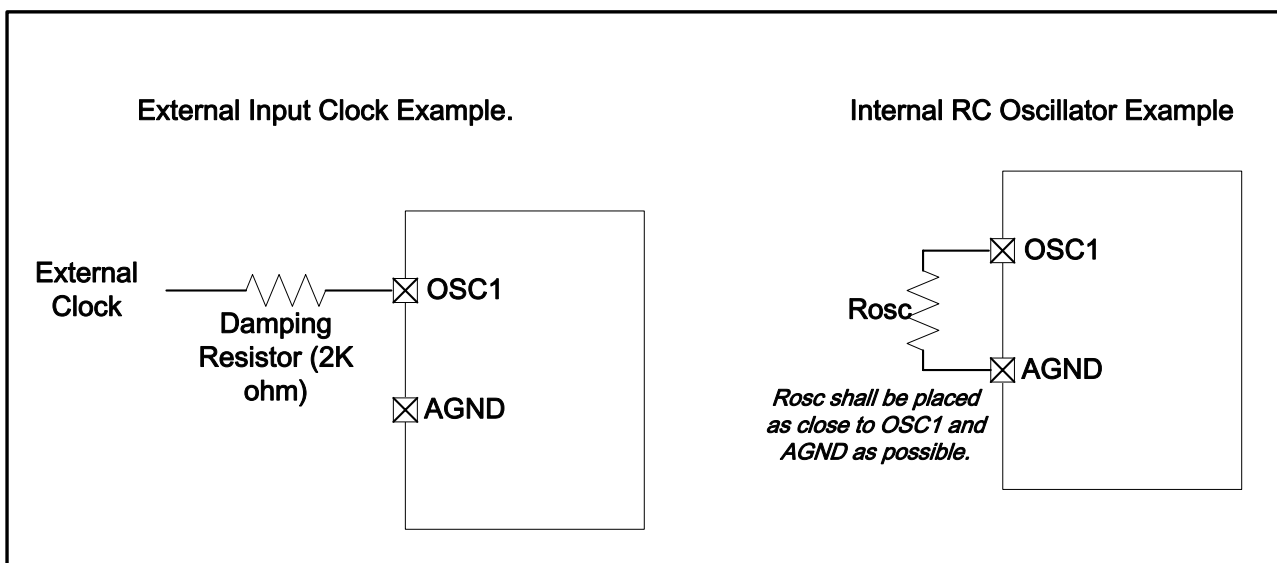 External Input Clock Example.
External
Clock
Damping
Resistor (2K
ohm)
OSC1
AGND
Internal RC Oscillator Example
OSC1
Rosc
AGND
Rosc shall be placed
as close to OSC1 and
AGND as possible.